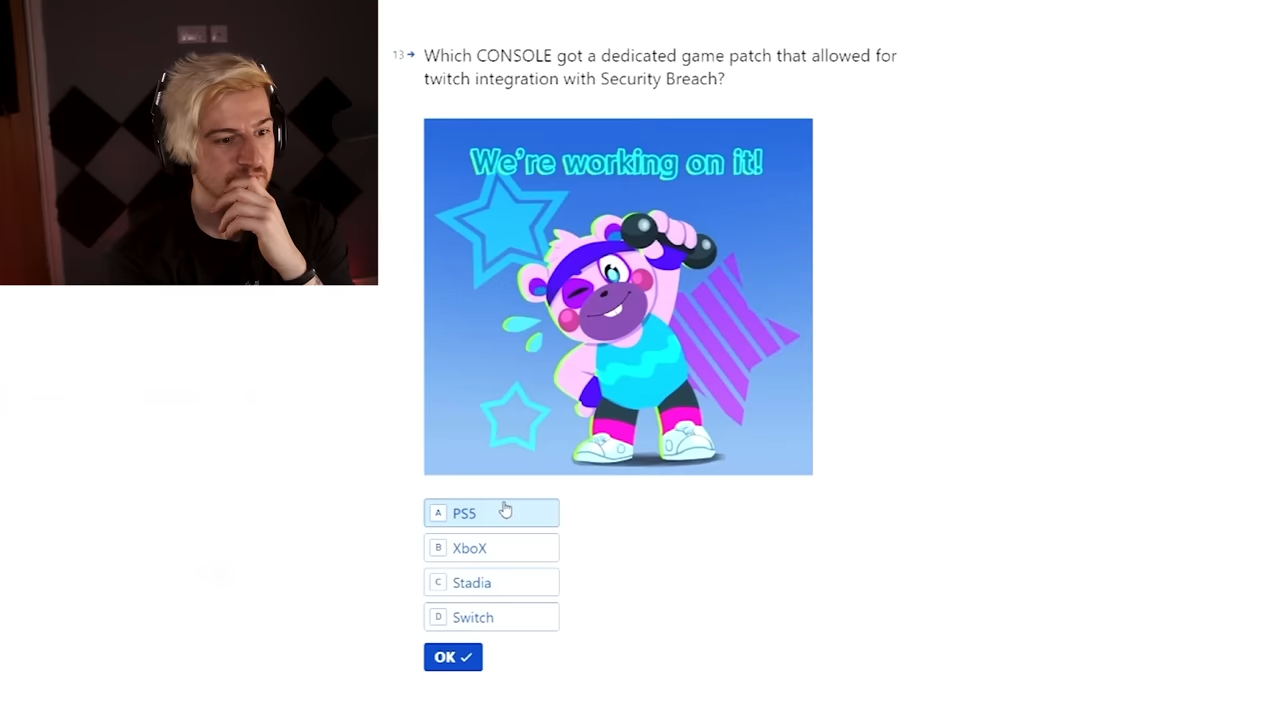 13 Which CONSOLE got a dedicated game patch that allowed for
twitch integration with Security Breach?
We're working on it!
A PS5
B XboX
C Stadia
D Switch
OK